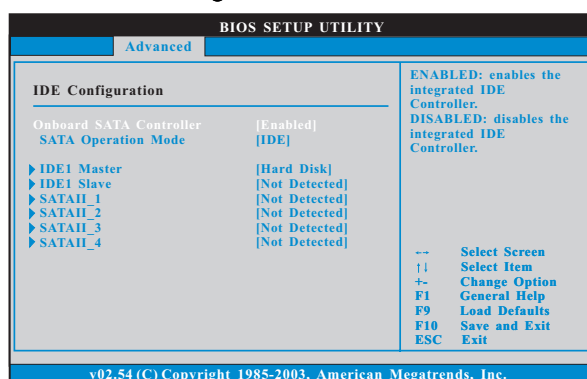 BIOS SETUP UTILITY
Advanced
IDE Configuration
Onboard SATA Controller [Enabled]
SATA Operation Mode [IDE]
IDE1 Master [Hard Disk]
IDE1 Slave [Not Detected]
SATAII_1 [Not Detected]
SATAII_2 [Not Detected]
SATAII_3 [Not Detected]
SATAII_4 [Not Detected]
ENABLED: enables the
integrated IDE
Controller.
DISABLED: disables the
integrated IDE
Controller.
←→ Select Screen
↑↓ Select Item
+- Change Option
F1 General Help
F9 Load Defaults
F10 Save and Exit
ESC Exit
v02.54 (C) Copyright 1985-2003, American Megatrends, Inc.